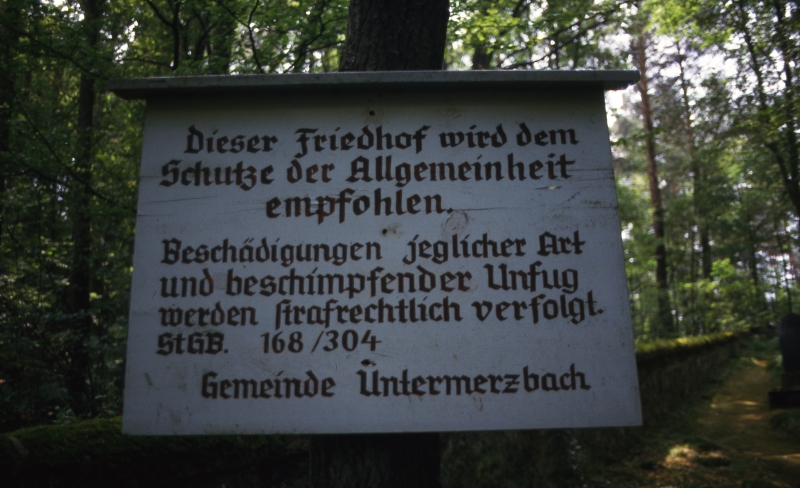 Dieser Friedhof wird dem
Schutze der Allgemeinheit
empfohlen.
Beschädigungen jeglicher Art
und beschimpfender Unfug
werden strafrechtlich verfolgt.
StGB. 168/304
Gemeinde Untermerzbach